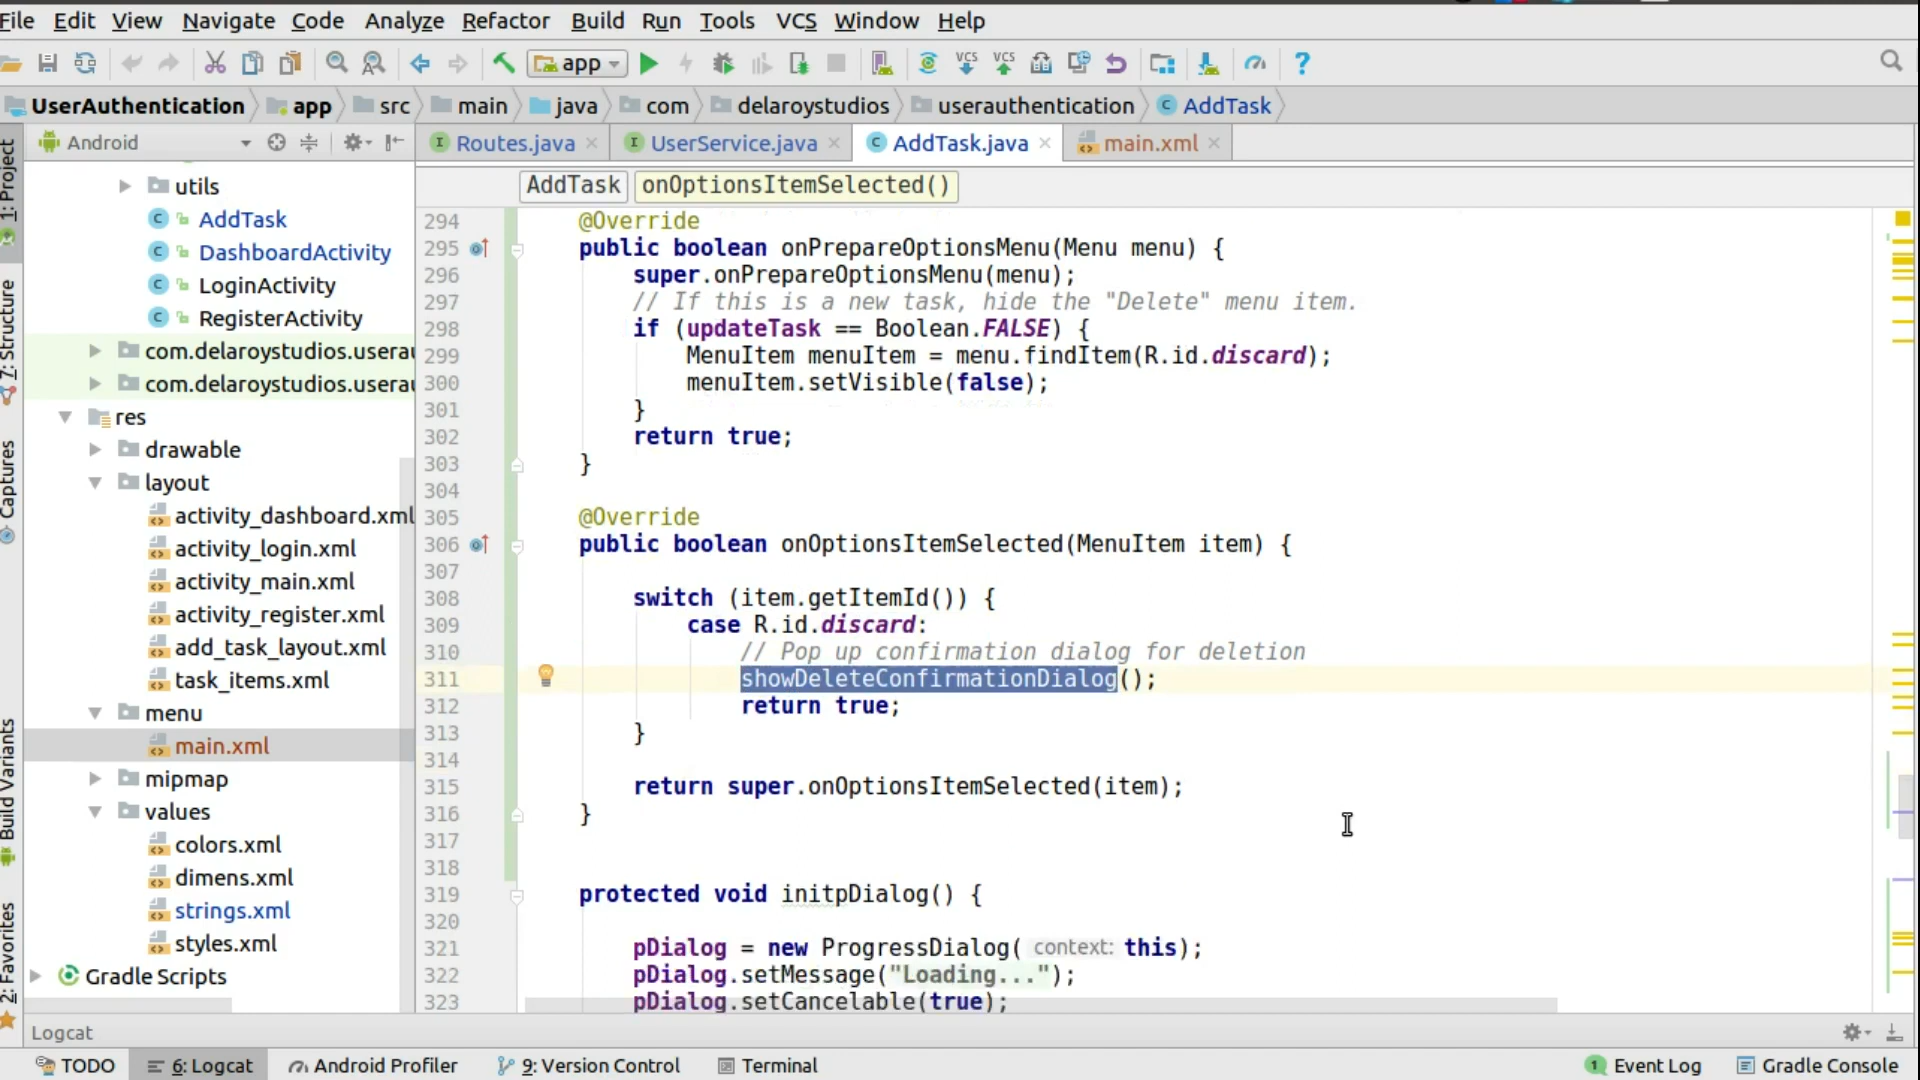 File Edit View Navigate Code Analyze Refactor Build Run Tools VCS Window Help
app VCS VCS ?
UserAuthentication app src main java com delaroystudios userauthentication AddTask
Android Routes.java UserService.java AddTask.java main.xml
AddTask onOptionsItemSelected()
1: Project
7: Structure
Captures
Build Variants
2: Favorites
utils
AddTask
DashboardActivity
LoginActivity
RegisterActivity
com.delaroystudios.userau
com.delaroystudios.userau
res
drawable
layout
activity_dashboard.xml
activity_login.xml
activity_main.xml
activity_register.xml
add_task_layout.xml
task_items.xml
menu
main.xml
mipmap
values
colors.xml
dimens.xml
strings.xml
styles.xml
Gradle Scripts
294 @Override
295 public boolean onPrepareOptionsMenu(Menu menu) {
296 super.onPrepareOptionsMenu(menu);
297 // If this is a new task, hide the "Delete" menu item.
298 if (updateTask == Boolean.FALSE) {
299 MenuItem menuItem = menu.findItem(R.id.discard);
300 menuItem.setVisible(false);
301 }
302 return true;
303 }
304
305 @Override
306 public boolean onOptionsItemSelected(MenuItem item) {
307
308 switch (item.getItemId()) {
309 case R.id.discard:
310 // Pop up confirmation dialog for deletion
311 showDeleteConfirmationDialog();
312 return true;
313 }
314
315 return super.onOptionsItemSelected(item);
316 }
317
318
319 protected void initpDialog() {
320
321 pDialog = new ProgressDialog( context: this);
322 pDialog.setMessage("Loading...");
323 pDialog.setCancelable(true);
Logcat
TODO 6: Logcat Android Profiler 9: Version Control Terminal 1 Event Log Gradle Console